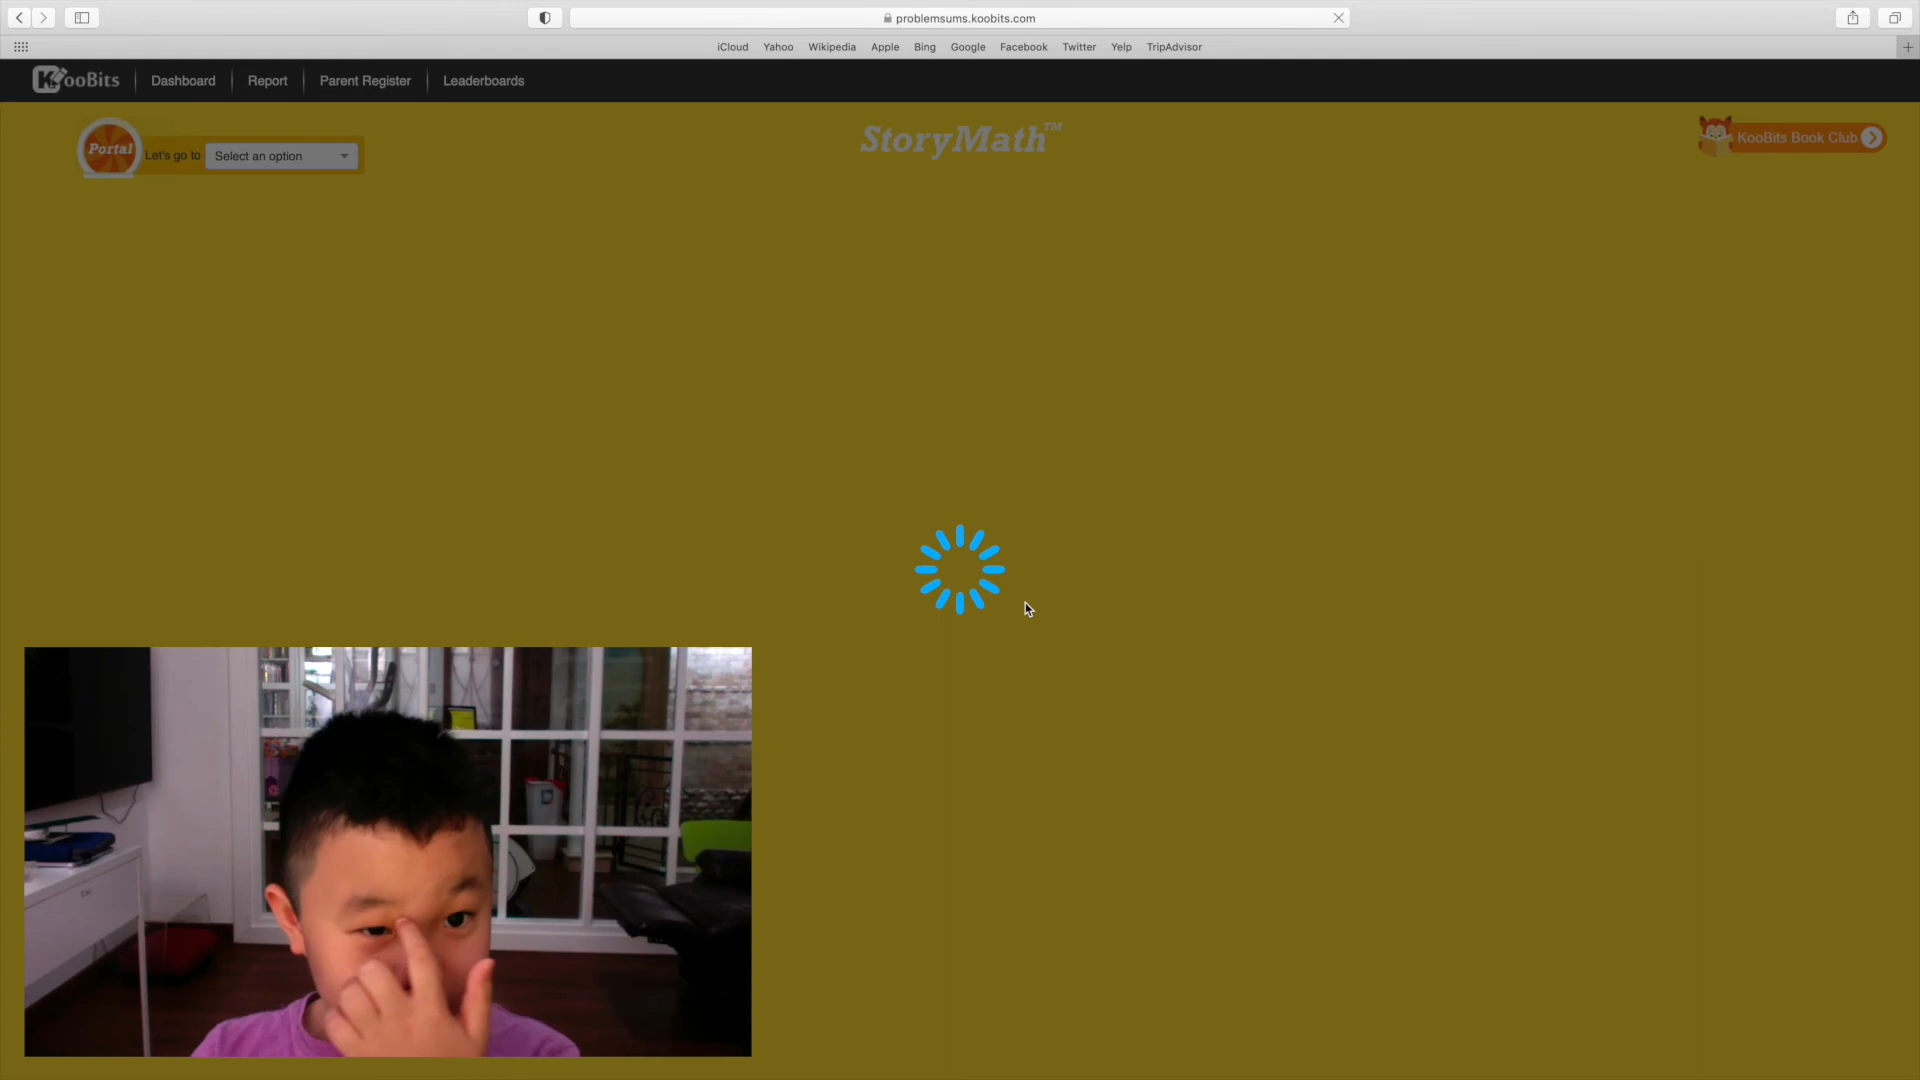 problemsums.koobits.com
iCloud Yahoo Wikipedia Apple Bing Google Facebook Twitter Yelp TripAdvisor
KooBits Dashboard Report Parent Register Leaderboards
Portal Let's go to Select an option
StoryMath™
KooBits Book Club